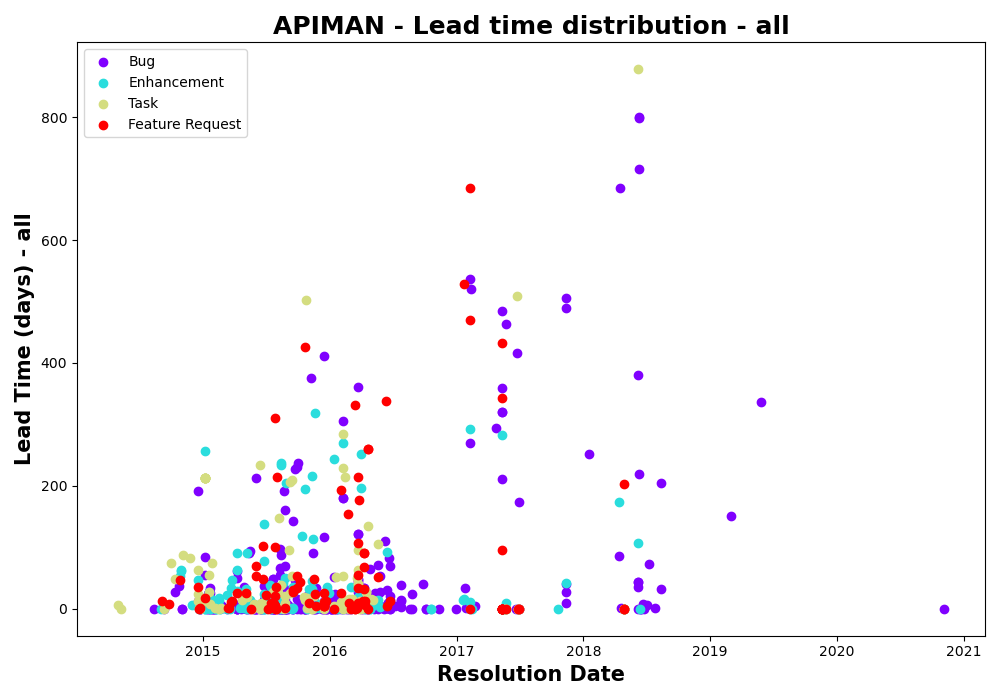 APIMAN - Lead time distribution - all
Bug
Enhancement
Task
Feature Request
Lead Time (days) - all
800
600
400
200
0
2015 2016 2017 2018 2019 2020 2021
Resolution Date